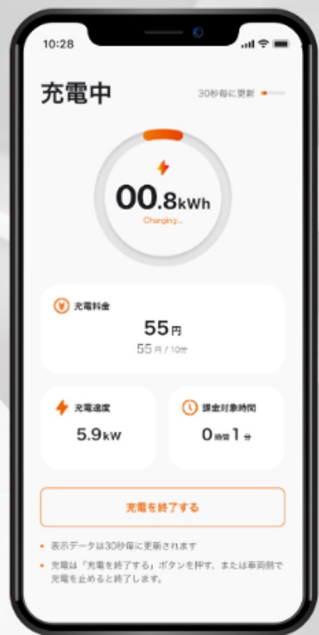 10:28
充電中
30秒毎に更新
00.8kWh
Charging...
充電料金
55円
55 円 / 10分
充電速度
課金対象時間
5.9kW
0時間1分
充電を終了する
• 表示データは30秒毎に更新されます
• 充電は「充電を終了する」ボタンを押す、または車両側で
充電を止めると終了します。